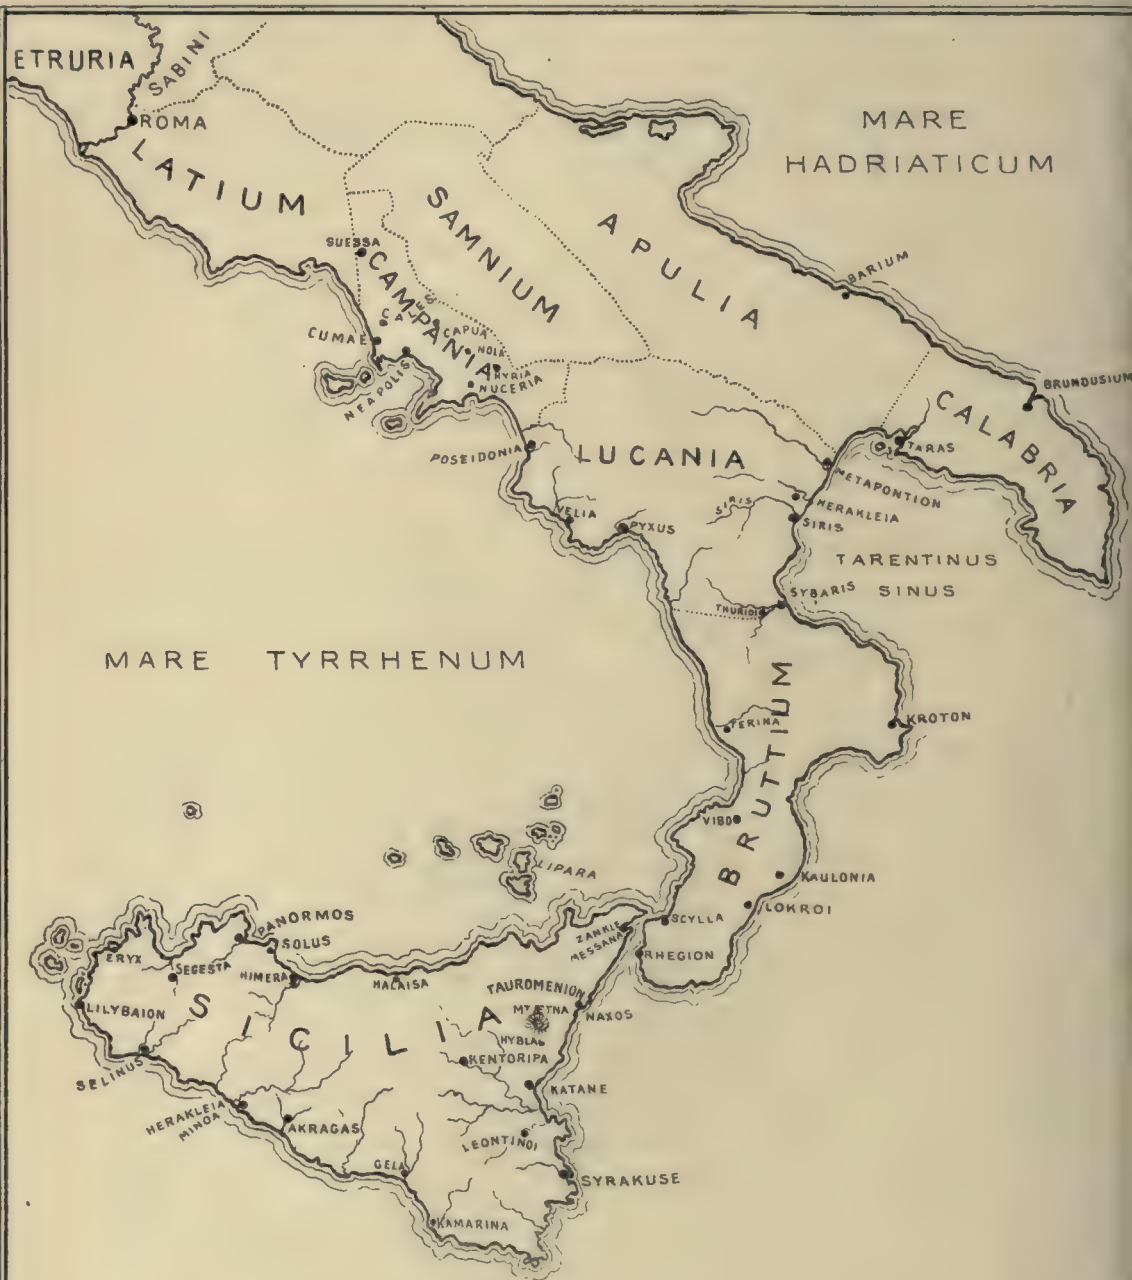 ETRURIA
SABINI
ROMA
LATIUM
MARE
HADRIATICUM
SAMNIUM
APULIA
SUESSA
CAMPANIA
BARIUM
CALES
CAPUA
CUMAE
NOLA
HYRIA
NUCERIA
NEAPOLIS
BRUNDUSIUM
CALABRIA
POSEIDONIA
LUCANIA
TARAS
METAPONTION
SIRIS
HERAKLEIA
SIRIS
VELIA
PYXUS
TARENTINUS
SINUS
SYBARIS
THURIOI
MARE TYRRHENUM
BRUTTIUM
TERINA
KROTON
VIBO
LIPARA
KAULONIA
LOKROI
SCYLLA
ZANKLE
MESSANA
RHEGION
PANORMOS
SOLUS
ERYX
SEGESTA
HIMERA
HALAISA
TAUROMENION
LILYBAION
SICILIA
MT ÆTNA
NAXOS
HYBLA
KENTORIPA
SELINUS
KATANE
HERAKLEIA
MINOA
AKRAGAS
LEONTINOI
GELA
SYRAKUSE
KAMARINA